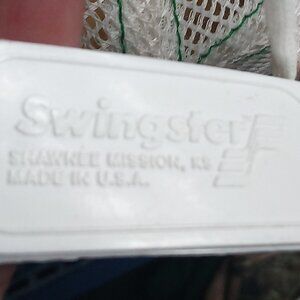 Swingster
SHAWNEE MISSION, KS
MADE IN U.S.A.